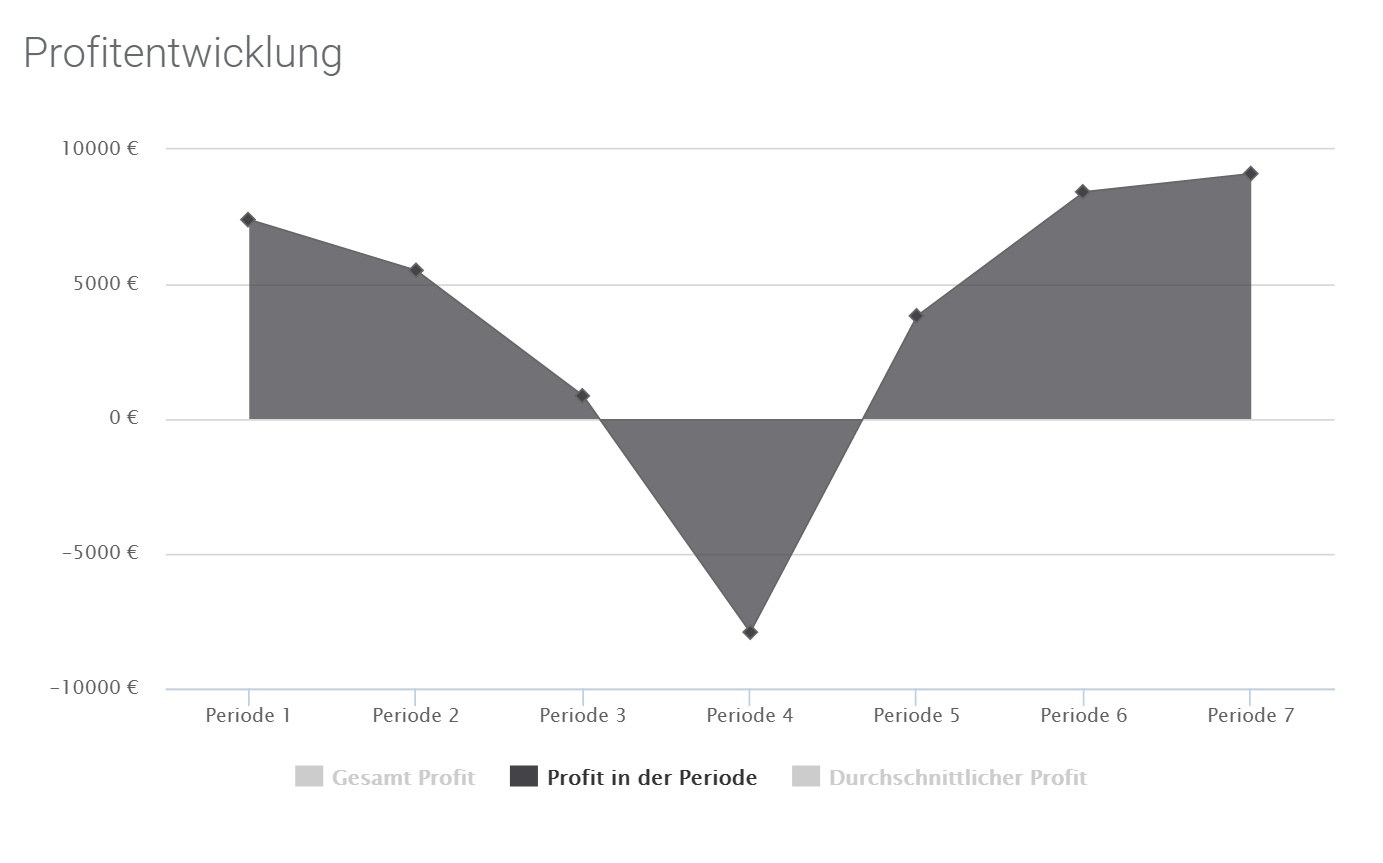 Profitentwicklung
10000 €
5000 €
0 €
–5000 €
–10000 €
Periode 1 Periode 2 Periode 3 Periode 4 Periode 5 Periode 6 Periode 7
Gesamt Profit Profit in der Periode Durchschnittlicher Profit